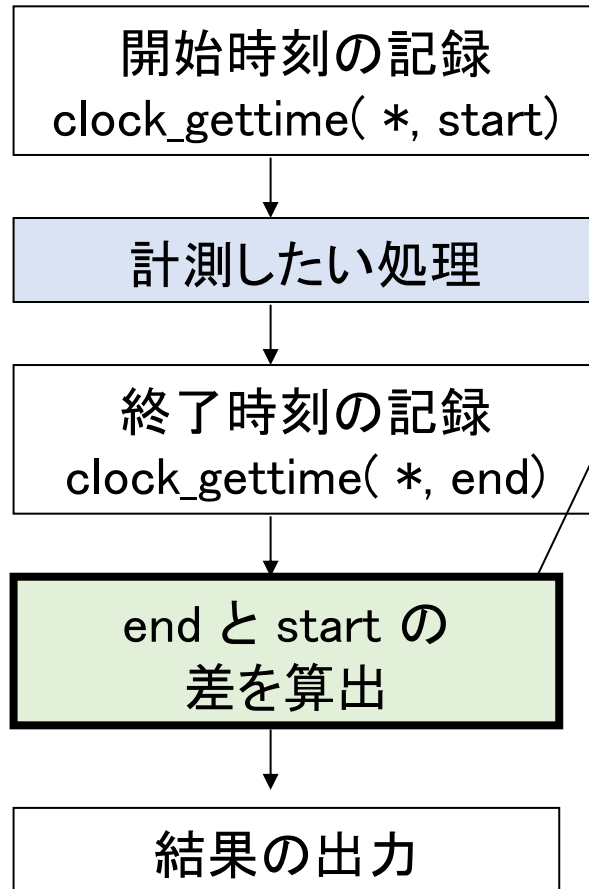 開始時刻の記録
clock_gettime( *, start)
計測したい処理
終了時刻の記録
clock_gettime( *, end)
end と start の
差を算出
結果の出力